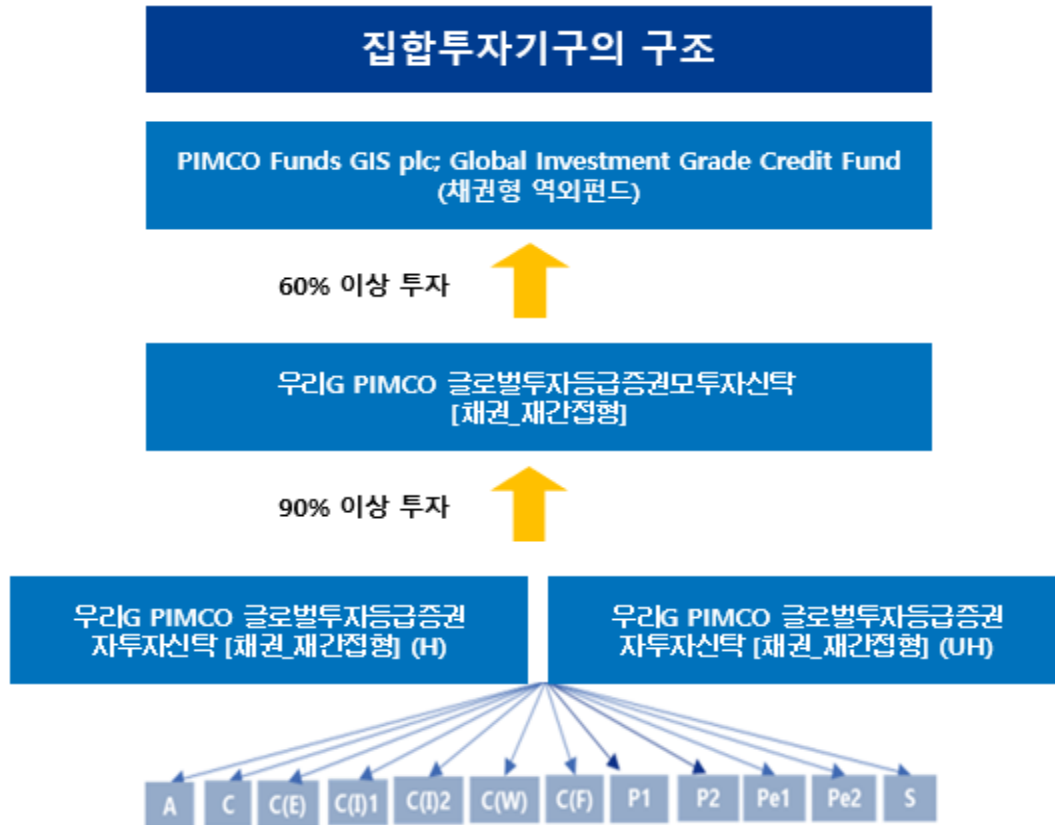 집합투자기구의 구조
PIMCO Funds GIS plc; Global Investment Grade Credit Fund
(채권형 역외펀드)
60% 이상 투자
우리G PIMCO 글로벌투자등급증권모투자신탁
[채권_재간접형]
90% 이상 투자
우리G PIMCO 글로벌투자등급증권
자투자신탁 [채권_재간접형] (H)
우리G PIMCO 글로벌투자등급증권
자투자신탁 [채권_재간접형] (UH)
A C C(E) C(I)1 C(I)2 C(W) C(F) P1 P2 Pe1 Pe2 S